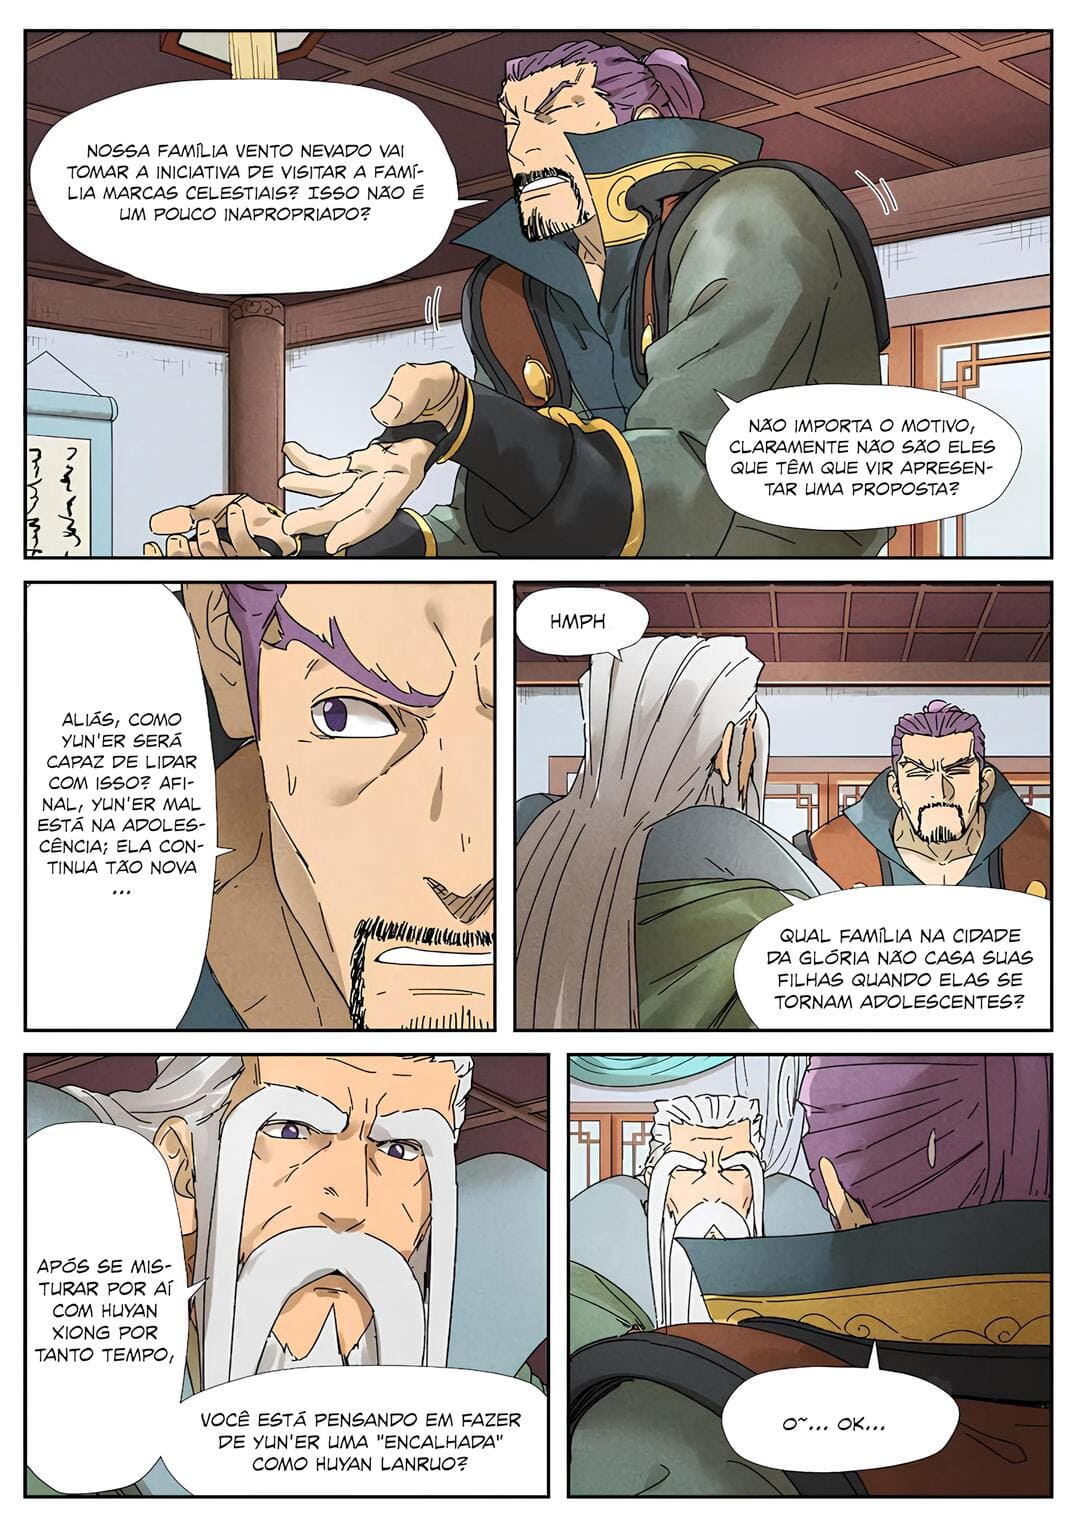 NOSSA FAMÍLIA VENTO NEVADO VAI
TOMAR A INICIATIVA DE VISITAR A FAMÍ-
LIA MARCAS CELESTIAIS? ISSO NÃO É
UM POUCO INAPROPRIADO?
NÃO IMPORTA O MOTIVO,
CLARAMENTE NÃO SÃO ELES
QUE TÊM QUE VIR APRESEN-
TAR UMA PROPOSTA?
ALIÁS, COMO
YUN'ER SERÁ
CAPAZ DE LIDAR
COM ISSO? AFI-
NAL, YUN'ER MAL
ESTÁ NA ADOLES-
CÊNCIA; ELA CON-
TINUA TÃO NOVA
...
HMPH
QUAL FAMÍLIA NA CIDADE
DA GLÓRIA NÃO CASA SUAS
FILHAS QUANDO ELAS SE
TORNAM ADOLESCENTES?
APÓS SE MIS-
TURAR POR AÍ
COM HUYAN
XIONG POR
TANTO TEMPO,
VOCÊ ESTÁ PENSANDO EM FAZER
DE YUN'ER UMA "ENCALHADA"
COMO HUYAN LANRUO?
O~... OK...